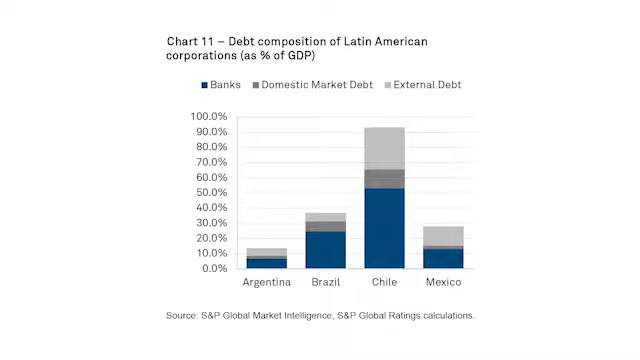 Chart 11 – Debt composition of Latin American
corporations (as % of GDP)
Banks Domestic Market Debt External Debt
100.0%
90.0%
80.0%
70.0%
60.0%
50.0%
40.0%
30.0%
20.0%
10.0%
0.0%
Argentina Brazil Chile Mexico
Source: S&P Global Market Intelligence, S&P Global Ratings calculations.